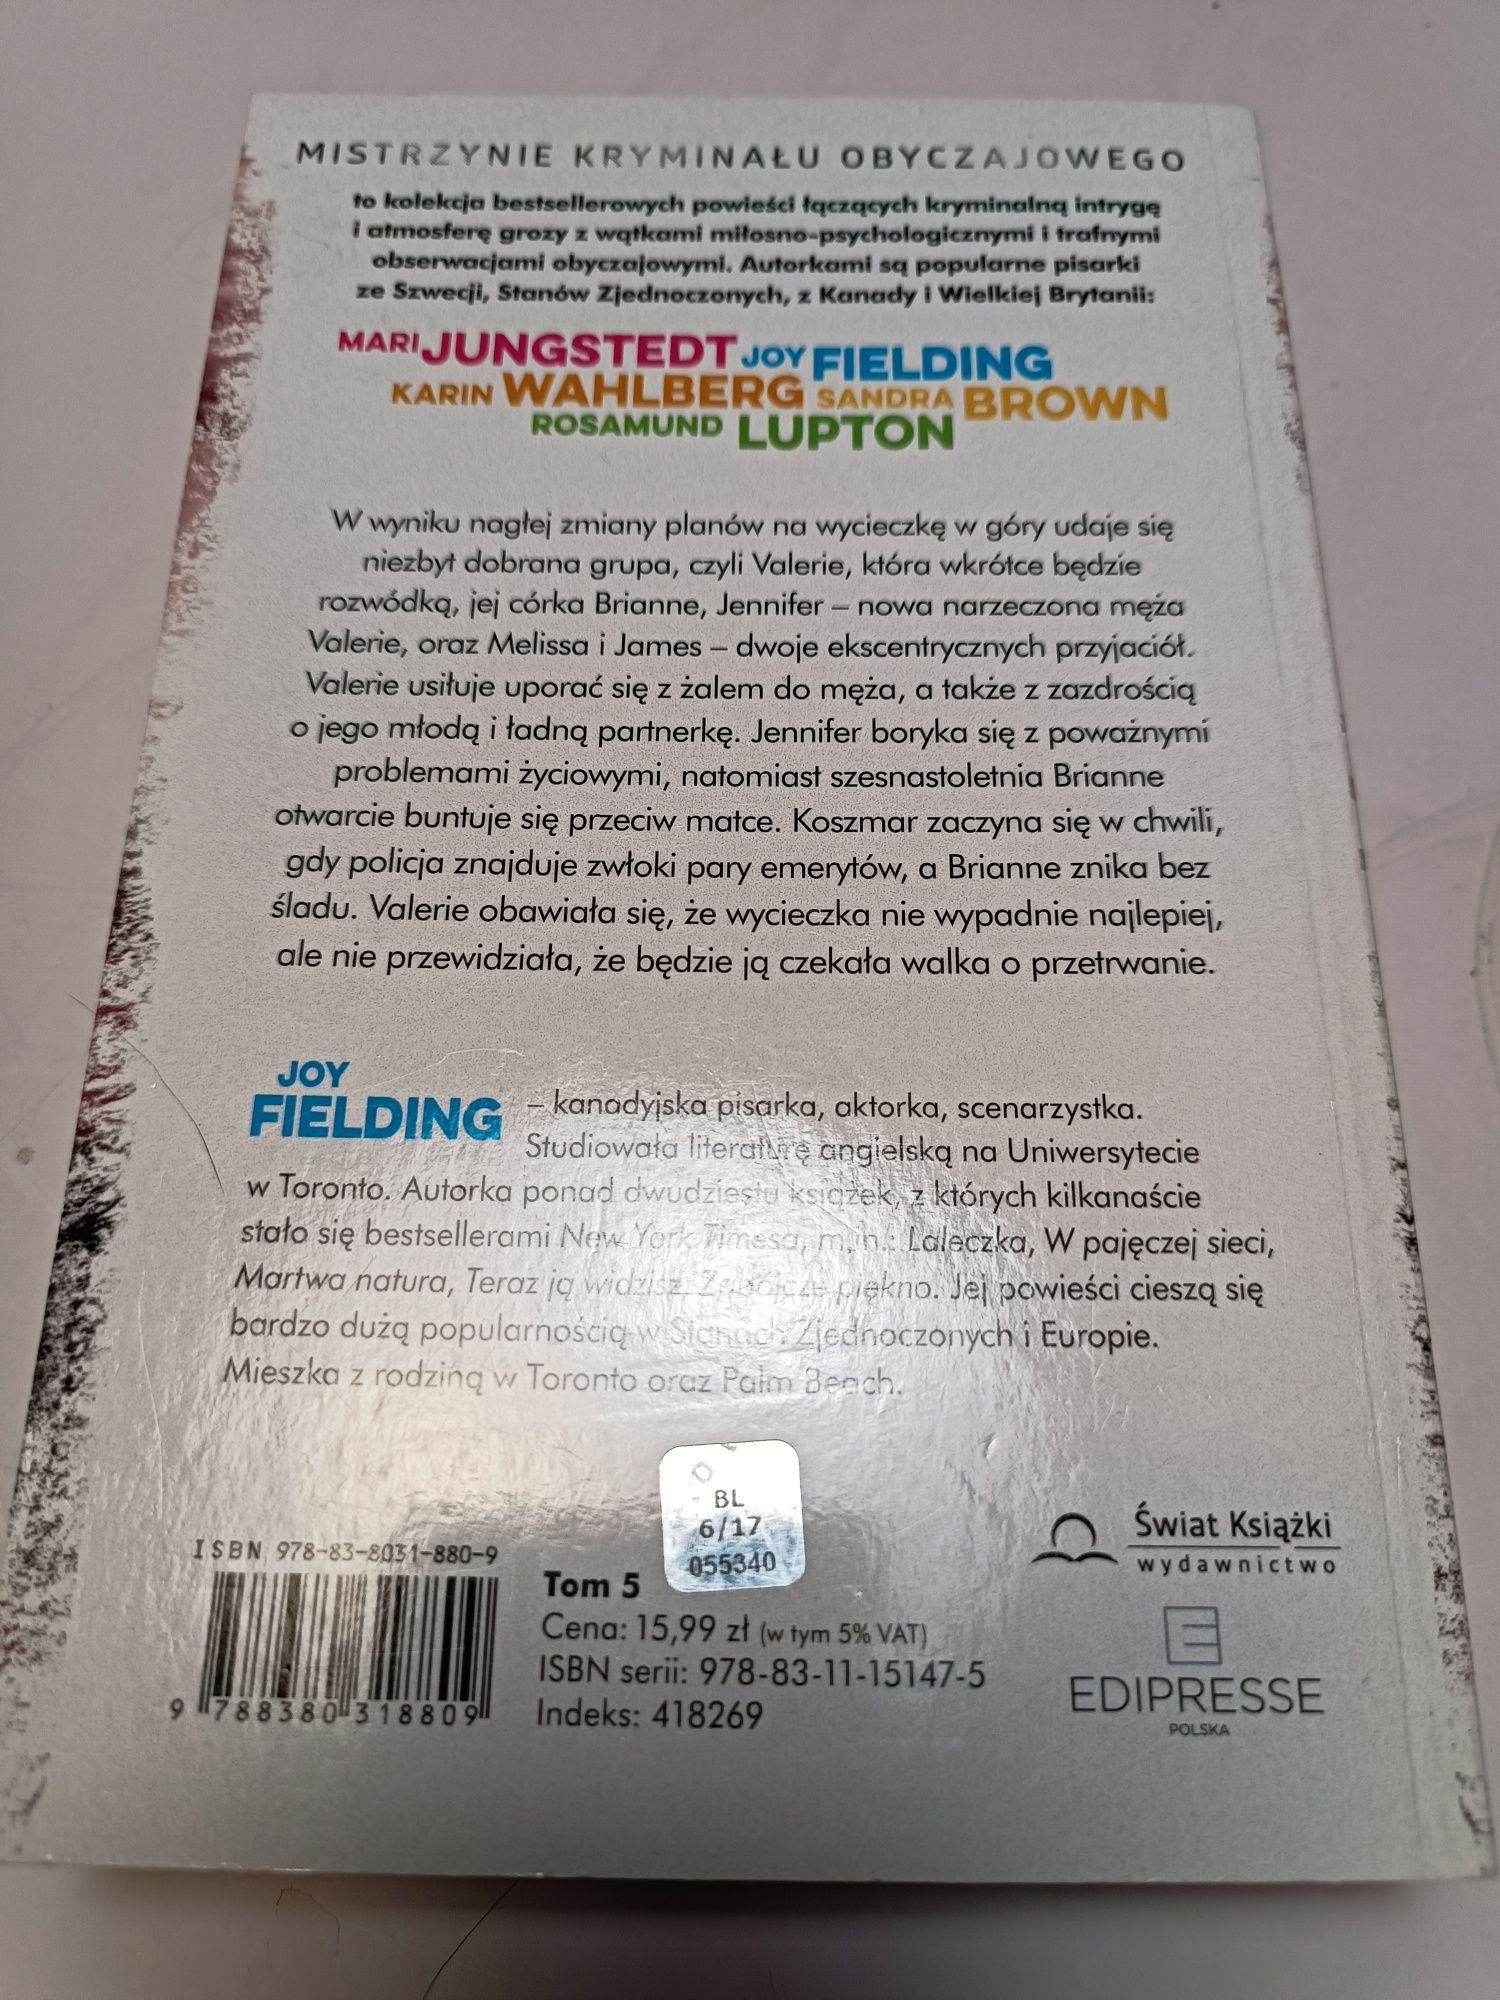 MISTRZYNIE KRYMINAŁU OBYCZAJOWEGO
to kolekcja bestsellerowych powieści łączących kryminalną intrygę
i atmosferę grozy z wątkami miłosno-psychologicznymi i trafnymi
obserwacjami obyczajowymi. Autorkami są popularne pisarki
ze Szwecji, Stanów Zjednoczonych, z Kanady i Wielkiej Brytanii:
MARI JUNGSTEDT JOY FIELDING
KARIN WAHLBERG SANDRA BROWN
ROSAMUND LUPTON
W wyniku nagłej zmiany planów na wycieczkę w góry udaje się
niezbyt dobrana grupa, czyli Valerie, która wkrótce będzie
rozwódką, jej córka Brianne, Jennifer – nowa narzeczona męża
Valerie, oraz Melissa i James – dwoje ekscentrycznych przyjaciół.
Valerie usiłuje uporać się z żalem do męża, a także z zazdrością
o jego młodą i ładną partnerkę. Jennifer boryka się z poważnymi
problemami życiowymi, natomiast szesnastoletnia Brianne
otwarcie buntuje się przeciw matce. Koszmar zaczyna się w chwili,
gdy policja znajduje zwłoki pary emerytów, a Brianne znika bez
śladu. Valerie obawiała się, że wycieczka nie wypadnie najlepiej,
ale nie przewidziała, że będzie ją czekała walka o przetrwanie.
JOY
FIELDING – kanadyjska pisarka, aktorka, scenarzystka.
Studiowała literaturę angielską na Uniwersytecie
w Toronto. Autorka ponad dwudziestu książek, z których kilkanaście
stało się bestsellerami New York Timesa, m.in.: Laleczka, W pajęczej sieci,
Martwa natura, Teraz ją widzisz, Zabójcze piękno. Jej powieści cieszą się
bardzo dużą popularnością w Stanach Zjednoczonych i Europie.
Mieszka z rodziną w Toronto oraz Palm Beach.
BL
6/17
055340
ISBN 978-83-8031-880-9
9 788380 318809
Tom 5
Cena: 15,99 zł (w tym 5% VAT)
ISBN serii: 978-83-11-15147-5
Indeks: 418269
Świat Książki
wydawnictwo
EDIPRESSE
POLSKA